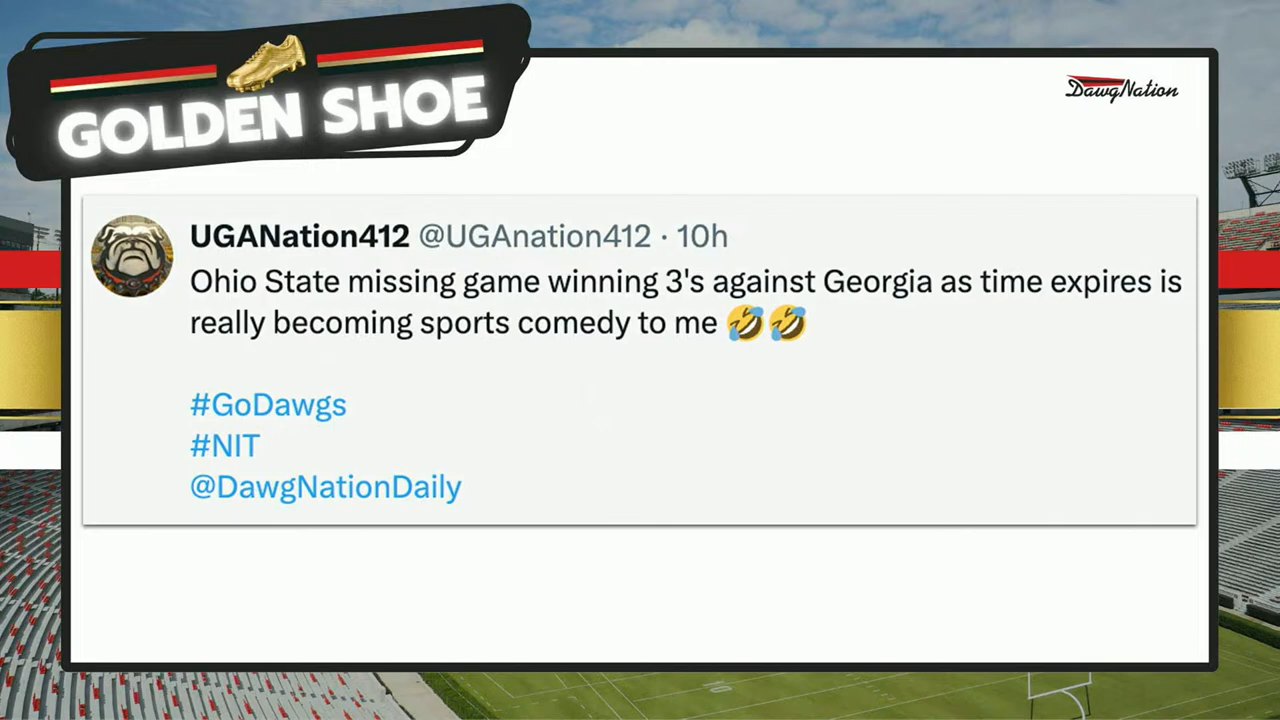 GOLDEN SHOE
DawgNation
UGANation412 @UGAnation412 · 10h
Ohio State missing game winning 3's against Georgia as time expires is
really becoming sports comedy to me 🤣🤣
#GoDawgs
#NIT
@DawgNationDaily
10